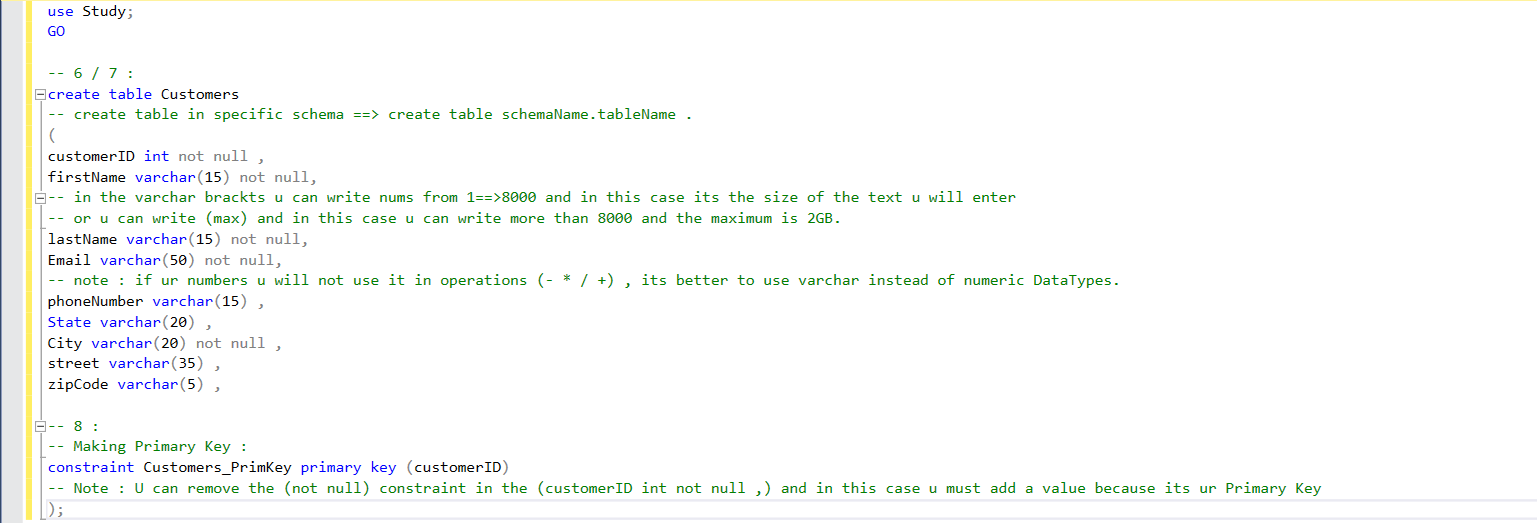 use Study;
GO
-- 6 / 7 :
create table Customers
-- create table in specific schema ==> create table schemaName.tableName .
(
customerID int not null ,
firstName varchar(15) not null,
-- in the varchar brackts u can write nums from 1==>8000 and in this case its the size of the text u will enter
-- or u can write (max) and in this case u can write more than 8000 and the maximum is 2GB.
lastName varchar(15) not null,
Email varchar(50) not null,
-- note : if ur numbers u will not use it in operations (- * / +) , its better to use varchar instead of numeric DataTypes.
phoneNumber varchar(15) ,
State varchar(20) ,
City varchar(20) not null ,
street varchar(35) ,
zipCode varchar(5) ,
-- 8 :
-- Making Primary Key :
constraint Customers_PrimKey primary key (customerID)
-- Note : U can remove the (not null) constraint in the (customerID int not null ,) and in this case u must add a value because its ur Primary Key
);